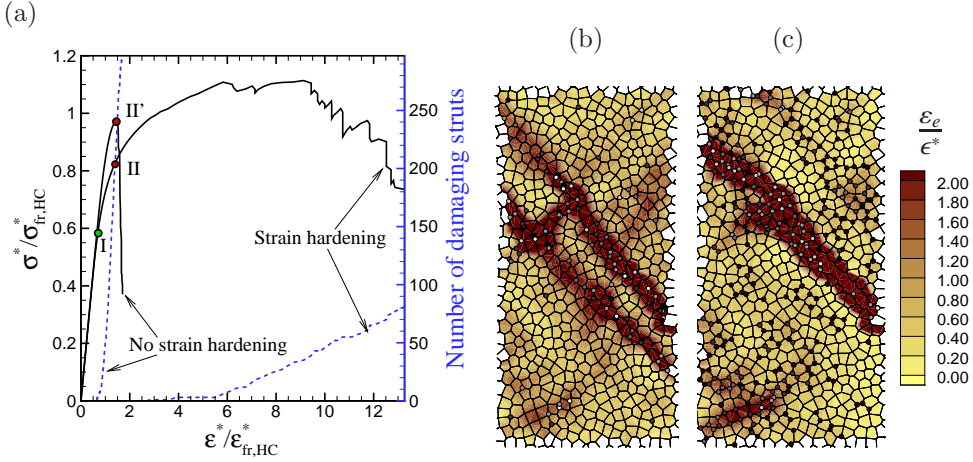 (a)
1.2
1
0.8
0.6
0.4
0.2
0
σ*/σ*fr,HC
II'
II
I
Strain hardening
No strain hardening
250
200
150
100
50
0
Number of damaging struts
0 2 4 6 8 10 12
ε*/ε*fr,HC
(b)
(c)
εe
ϵ*
2.00
1.80
1.60
1.40
1.20
1.00
0.80
0.60
0.40
0.20
0.00